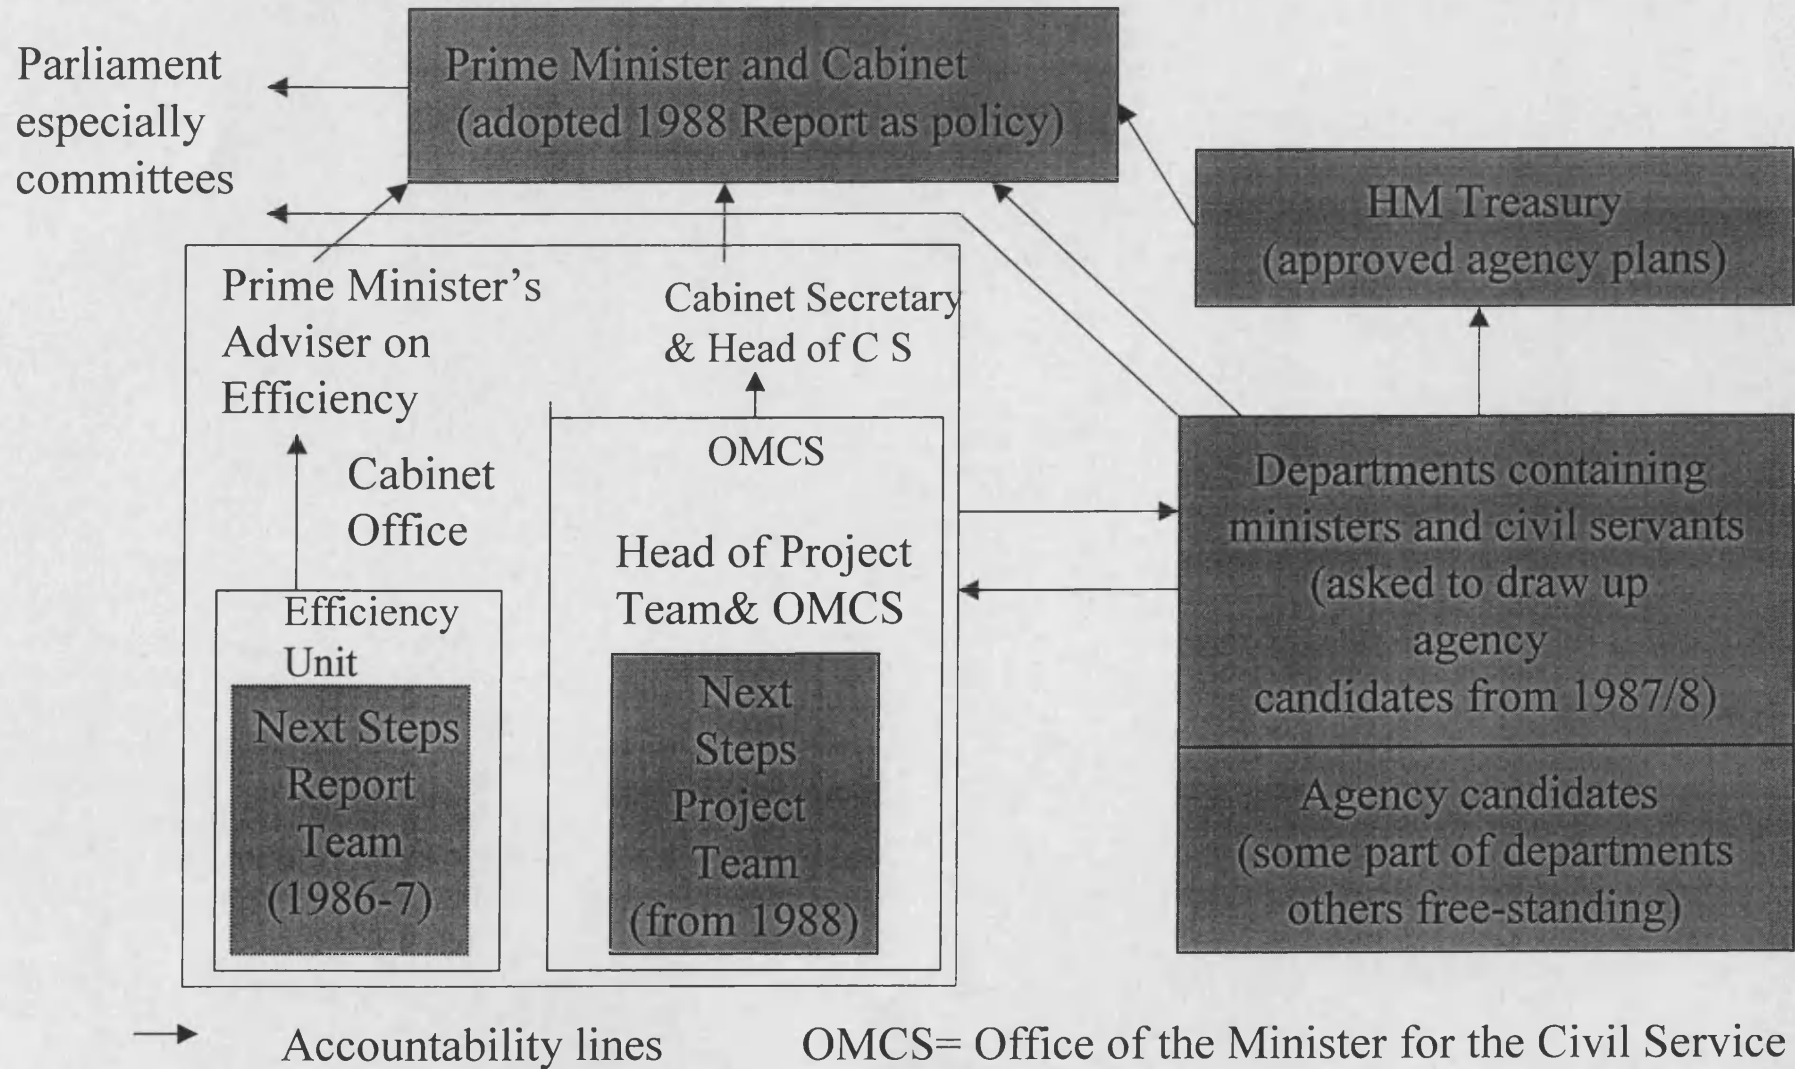 Parliament
especially
committees
Prime Minister and Cabinet
(adopted 1988 Report as policy)
HM Treasury
(approved agency plans)
Prime Minister's
Adviser on
Efficiency
Cabinet Secretary
& Head of C S
Cabinet
Office
OMCS
Head of Project
Team& OMCS
Efficiency
Unit
Next Steps
Report
Team
(1986-7)
Next
Steps
Project
Team
(from 1988)
Departments containing
ministers and civil servants
(asked to draw up
agency
candidates from 1987/8)
Agency candidates
(some part of departments
others free-standing)
Accountability lines
OMCS= Office of the Minister for the Civil Service